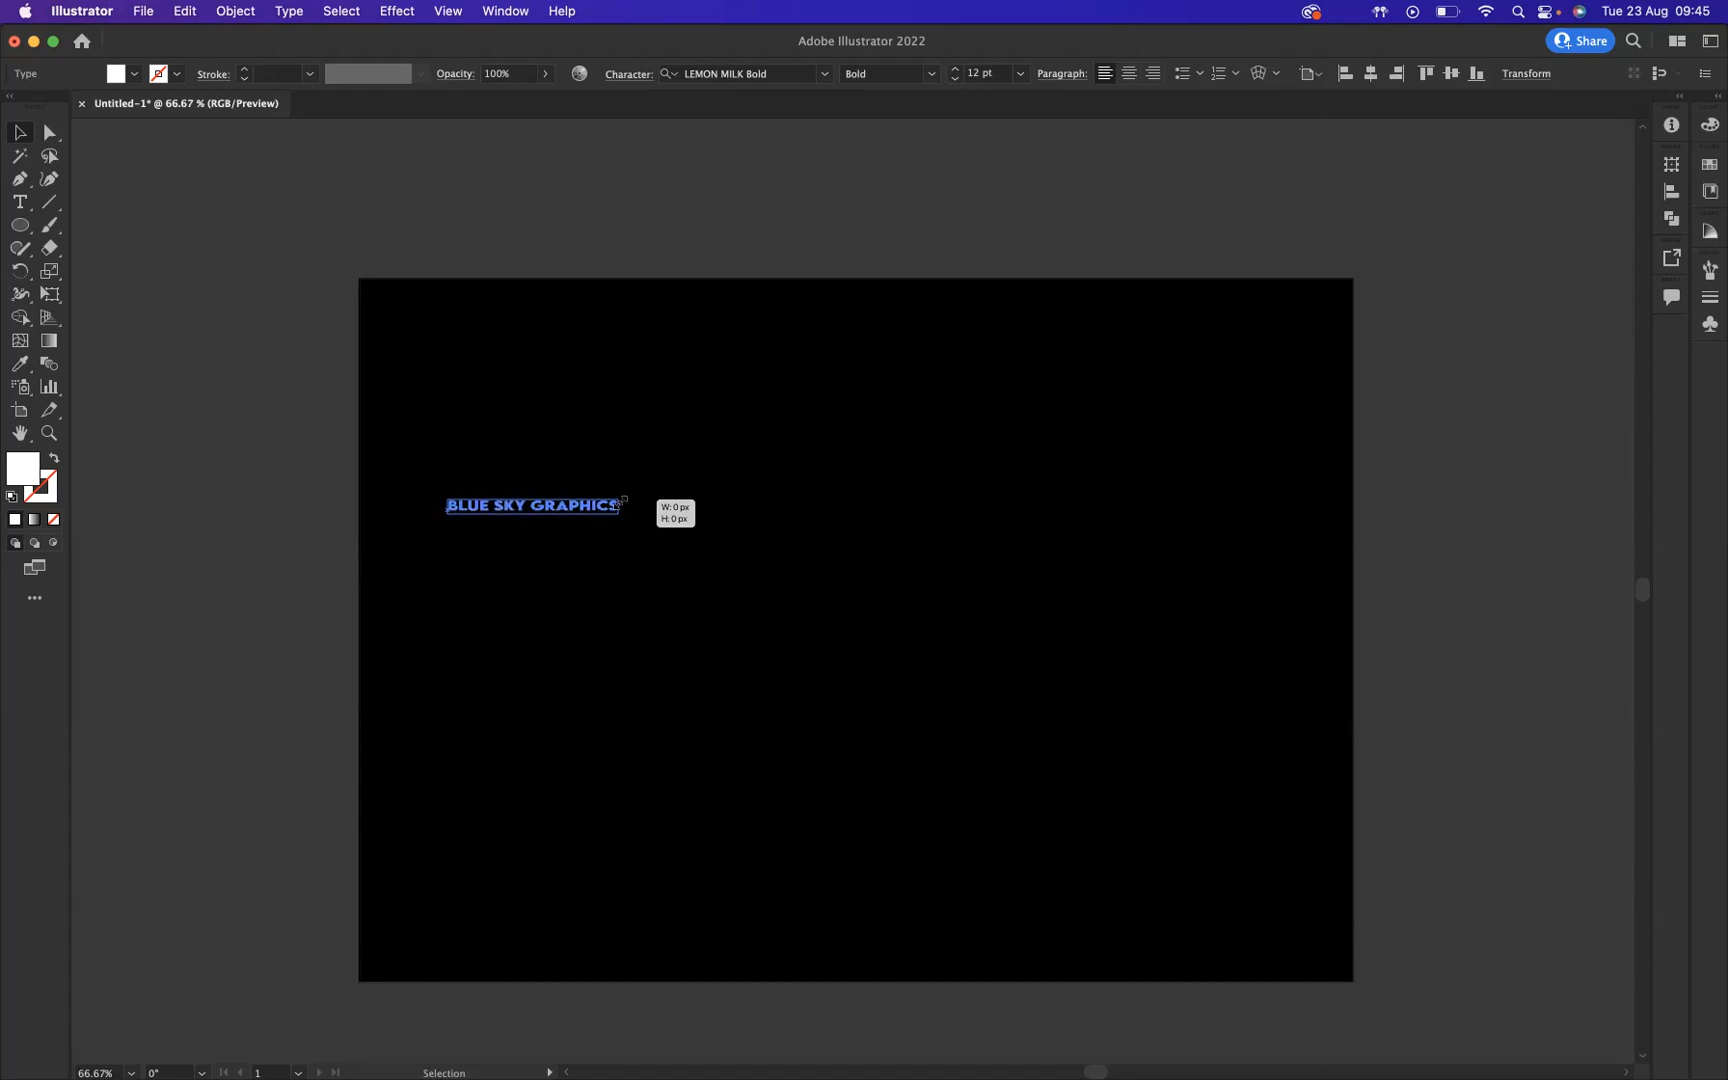 Illustrator File Edit Object Type Select Effect View Window Help Tue 23 Aug 09:45
Adobe Illustrator 2022 Share
Type Stroke: Opacity: 100% Character: LEMON MILK Bold Bold 12 pt Paragraph: Transform
× Untitled-1* @ 66.67 % (RGB/Preview)
BLUE SKY GRAPHICS
W: 0 px
H: 0 px
66.67% 0° 1 Selection